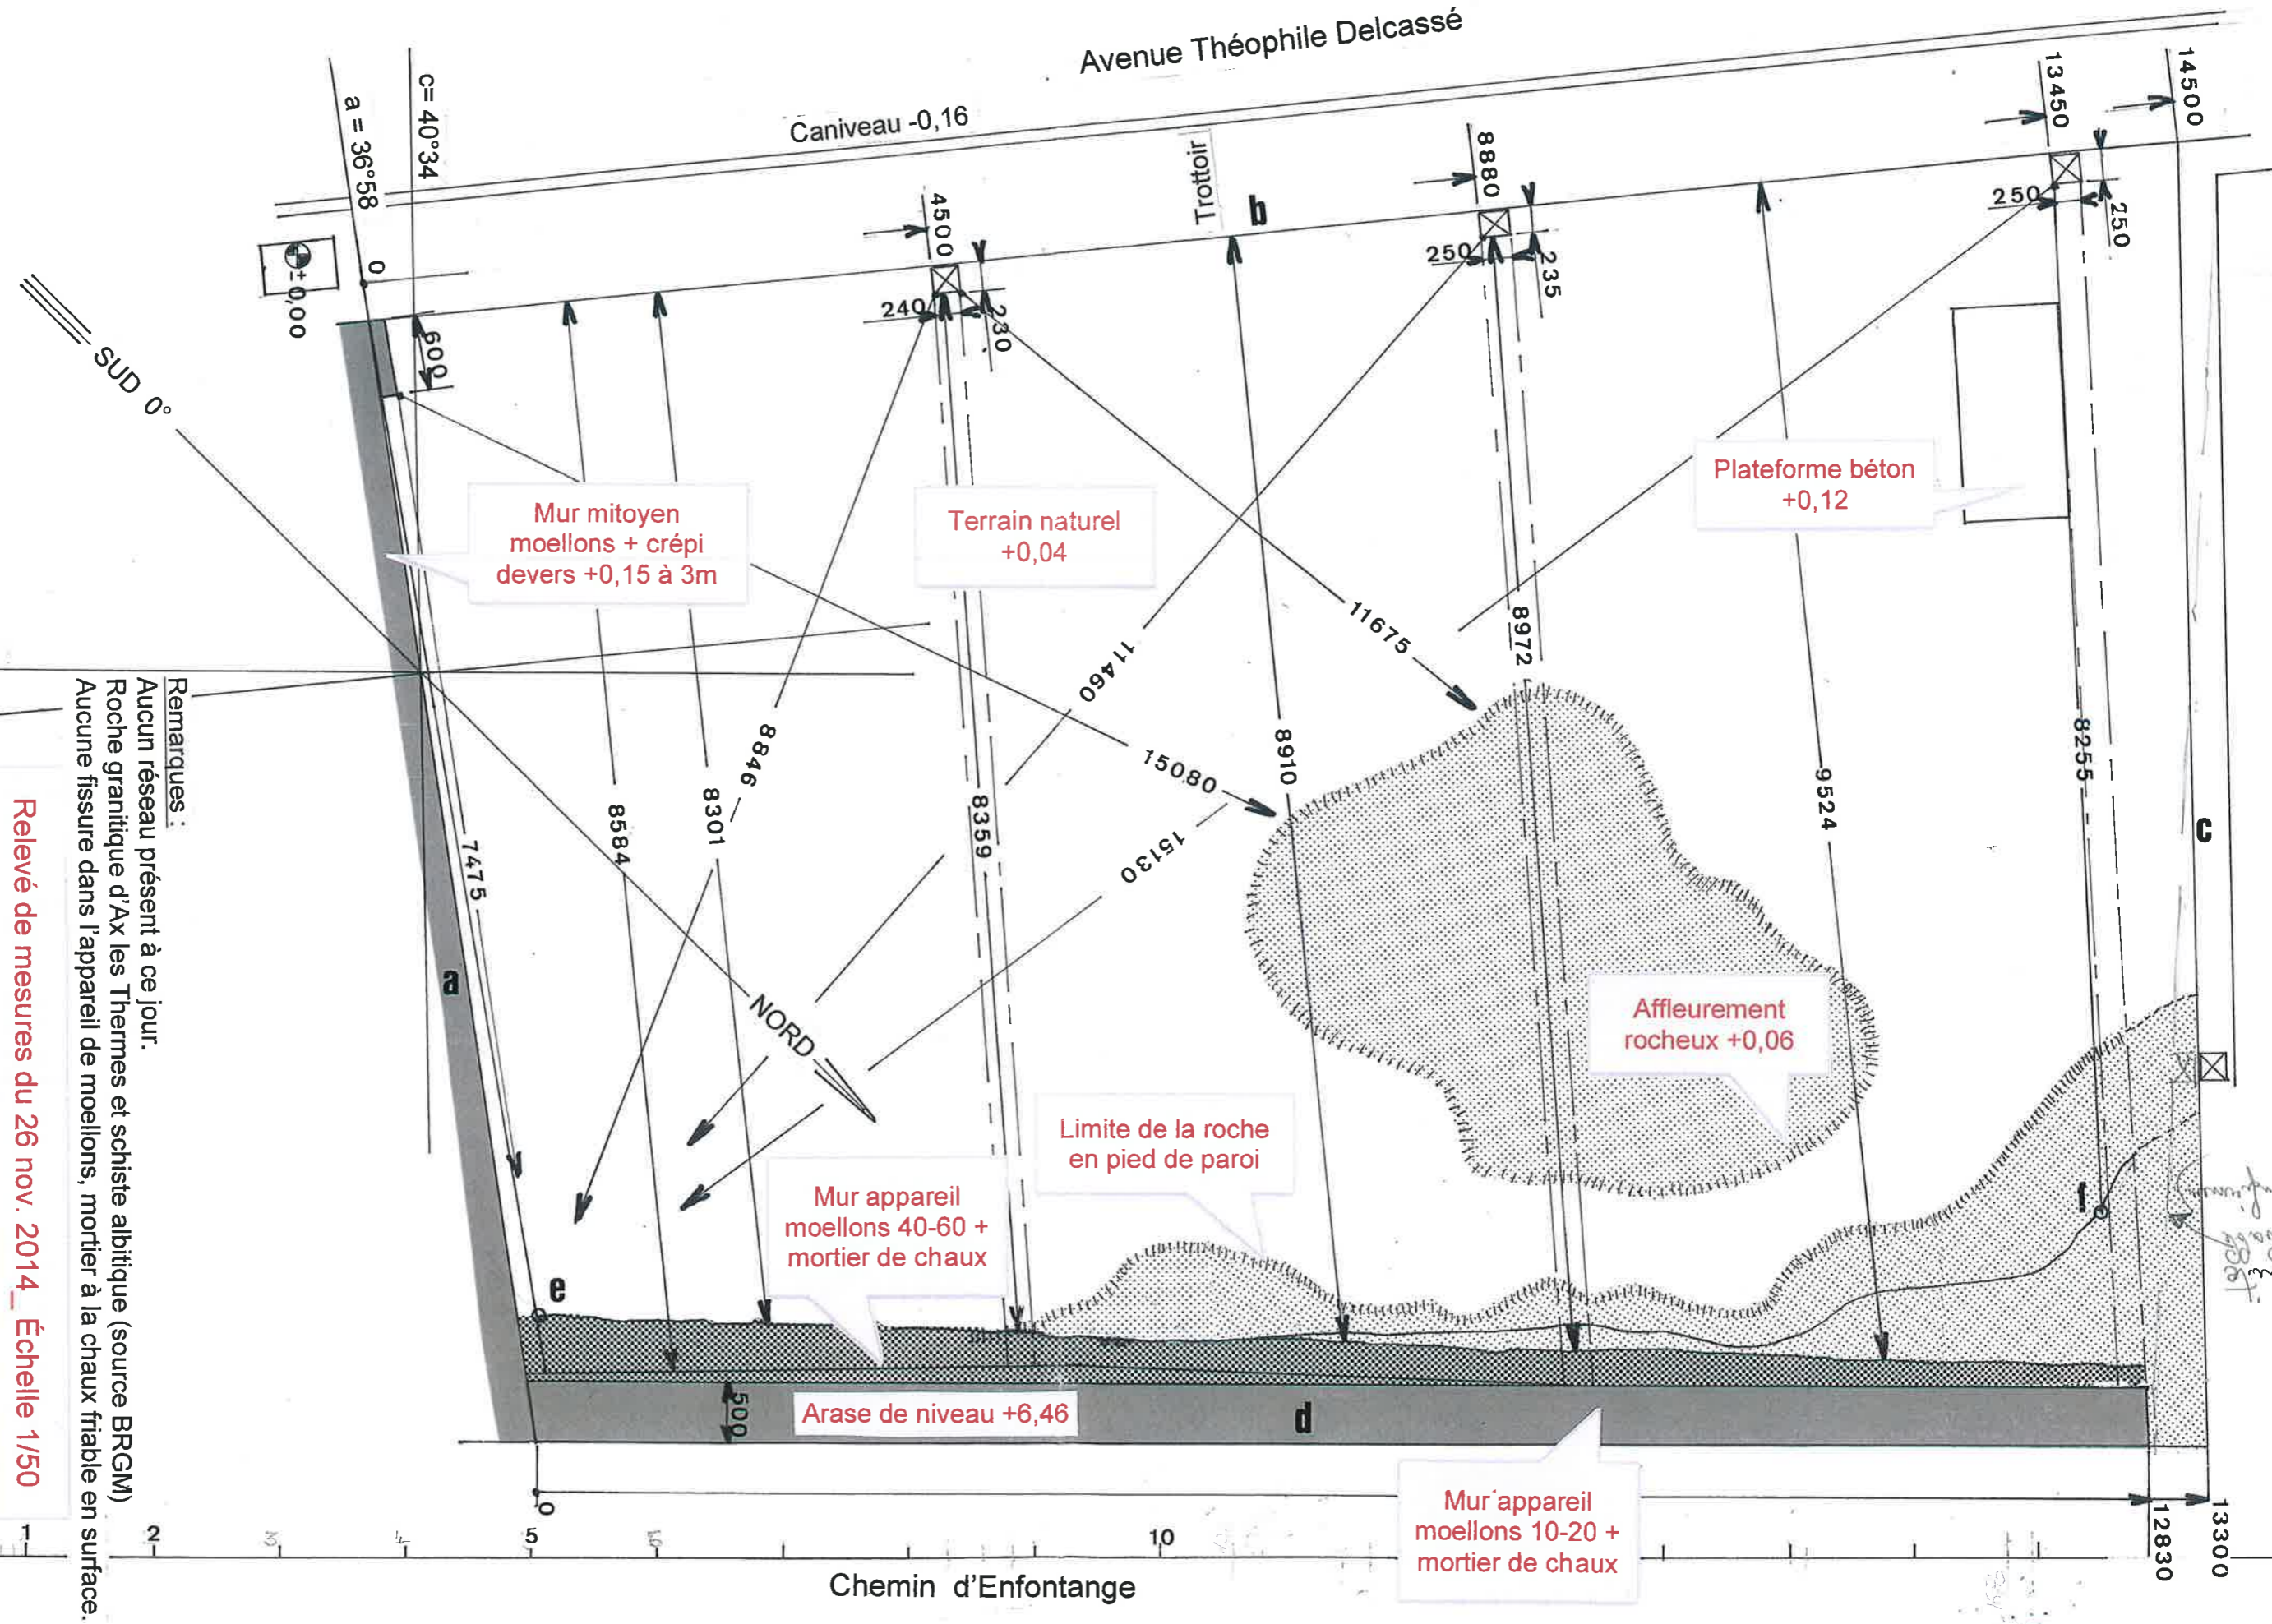 Avenue Théophile Delcassé
Caniveau -0,16
Trottoir
b
c= 40°34
a = 36°58
0
± 0,00
600
4500
240
230
8880
250
235
13450
250
250
14500
SUD 0°
NORD
Mur mitoyen
moellons + crépi
devers +0,15 à 3m
Terrain naturel
+0,04
Plateforme béton
+0,12
11675
8972
11460
8846
15080
8910
15130
8359
8301
8584
7475
9524
8255
c
a
Affleurement
rocheux +0,06
Limite de la roche
en pied de paroi
Mur appareil
moellons 40-60 +
mortier de chaux
e
f
500
Arase de niveau +6,46
d
Mur appareil
moellons 10-20 +
mortier de chaux
0
12830
13300
1
2
3
4
5
6
10
Chemin d'Enfontange
Remarques :
Aucun réseau présent à ce jour.
Roche granitique d'Ax les Thermes et schiste albitique (source BRGM)
Aucune fissure dans l'appareil de moellons, mortier à la chaux friable en surface.
Relevé de mesures du 26 nov. 2014_ Échelle 1/50